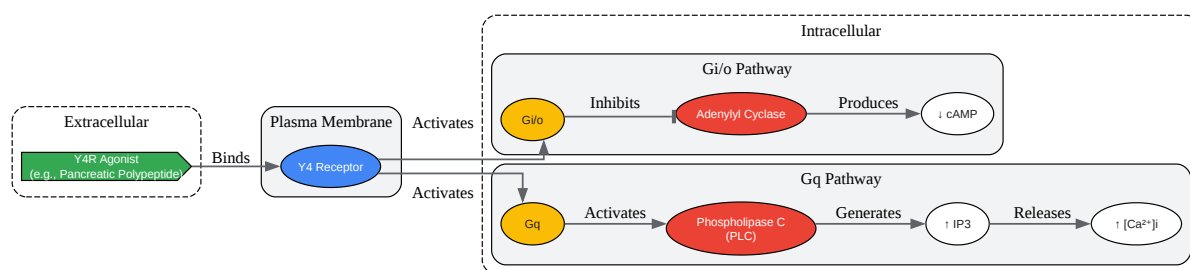 Intracellular
Gi/o Pathway
Extracellular
Plasma Membrane
Activates
Inhibits
Produces
Gi/o
Adenylyl Cyclase
↓ cAMP
Y4R Agonist
(e.g., Pancreatic Polypeptide)
Binds
Y4 Receptor
Activates
Gq Pathway
Gq
Activates
Phospholipase C
(PLC)
Generates
↑ IP3
Releases
↑ [Ca²⁺]i